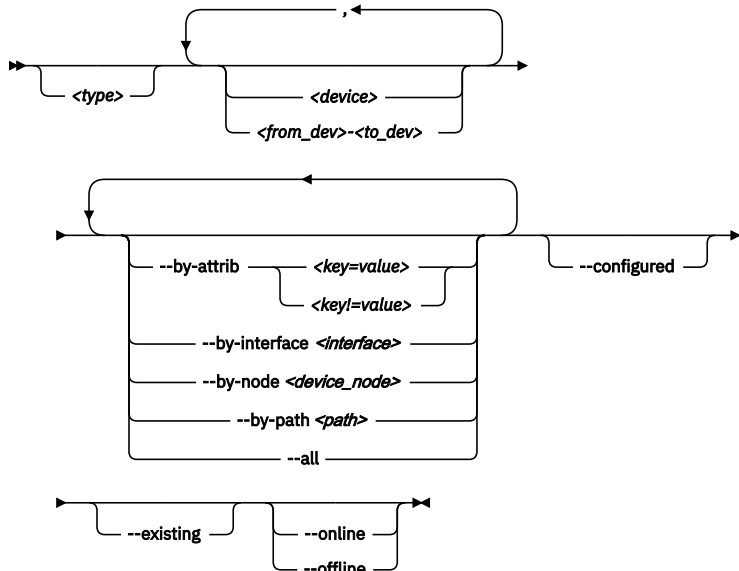 ,
<type>
<device>
<from_dev>-<to_dev>
--by-attrib <key=value>
<key!=value>
--configured
--by-interface <interface>
--by-node <device_node>
--by-path <path>
--all
--existing
--online
--offline